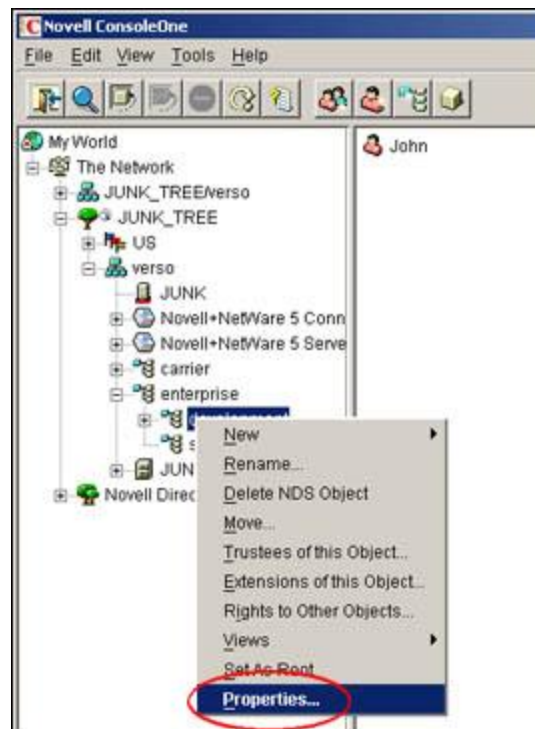 Novell ConsoleOne
File Edit View Tools Help
My World
The Network
JUNK_TREE/verso
JUNK_TREE
US
verso
JUNK
Novell+NetWare 5 Conn
Novell+NetWare 5 Serve
carrier
enterprise
s
JUN
Novell Direc
John
New
Rename...
Delete NDS Object
Move...
Trustees of this Object...
Extensions of this Object...
Rights to Other Objects...
Views
Set As Root
Properties...